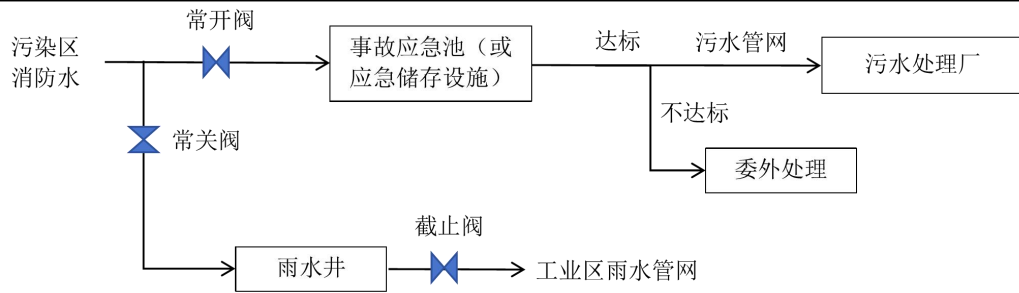 常开阀
污染区
消防水
事故应急池（或
应急储存设施）
达标
污水管网
污水处理厂
不达标
常关阀
委外处理
截止阀
雨水井
工业区雨水管网